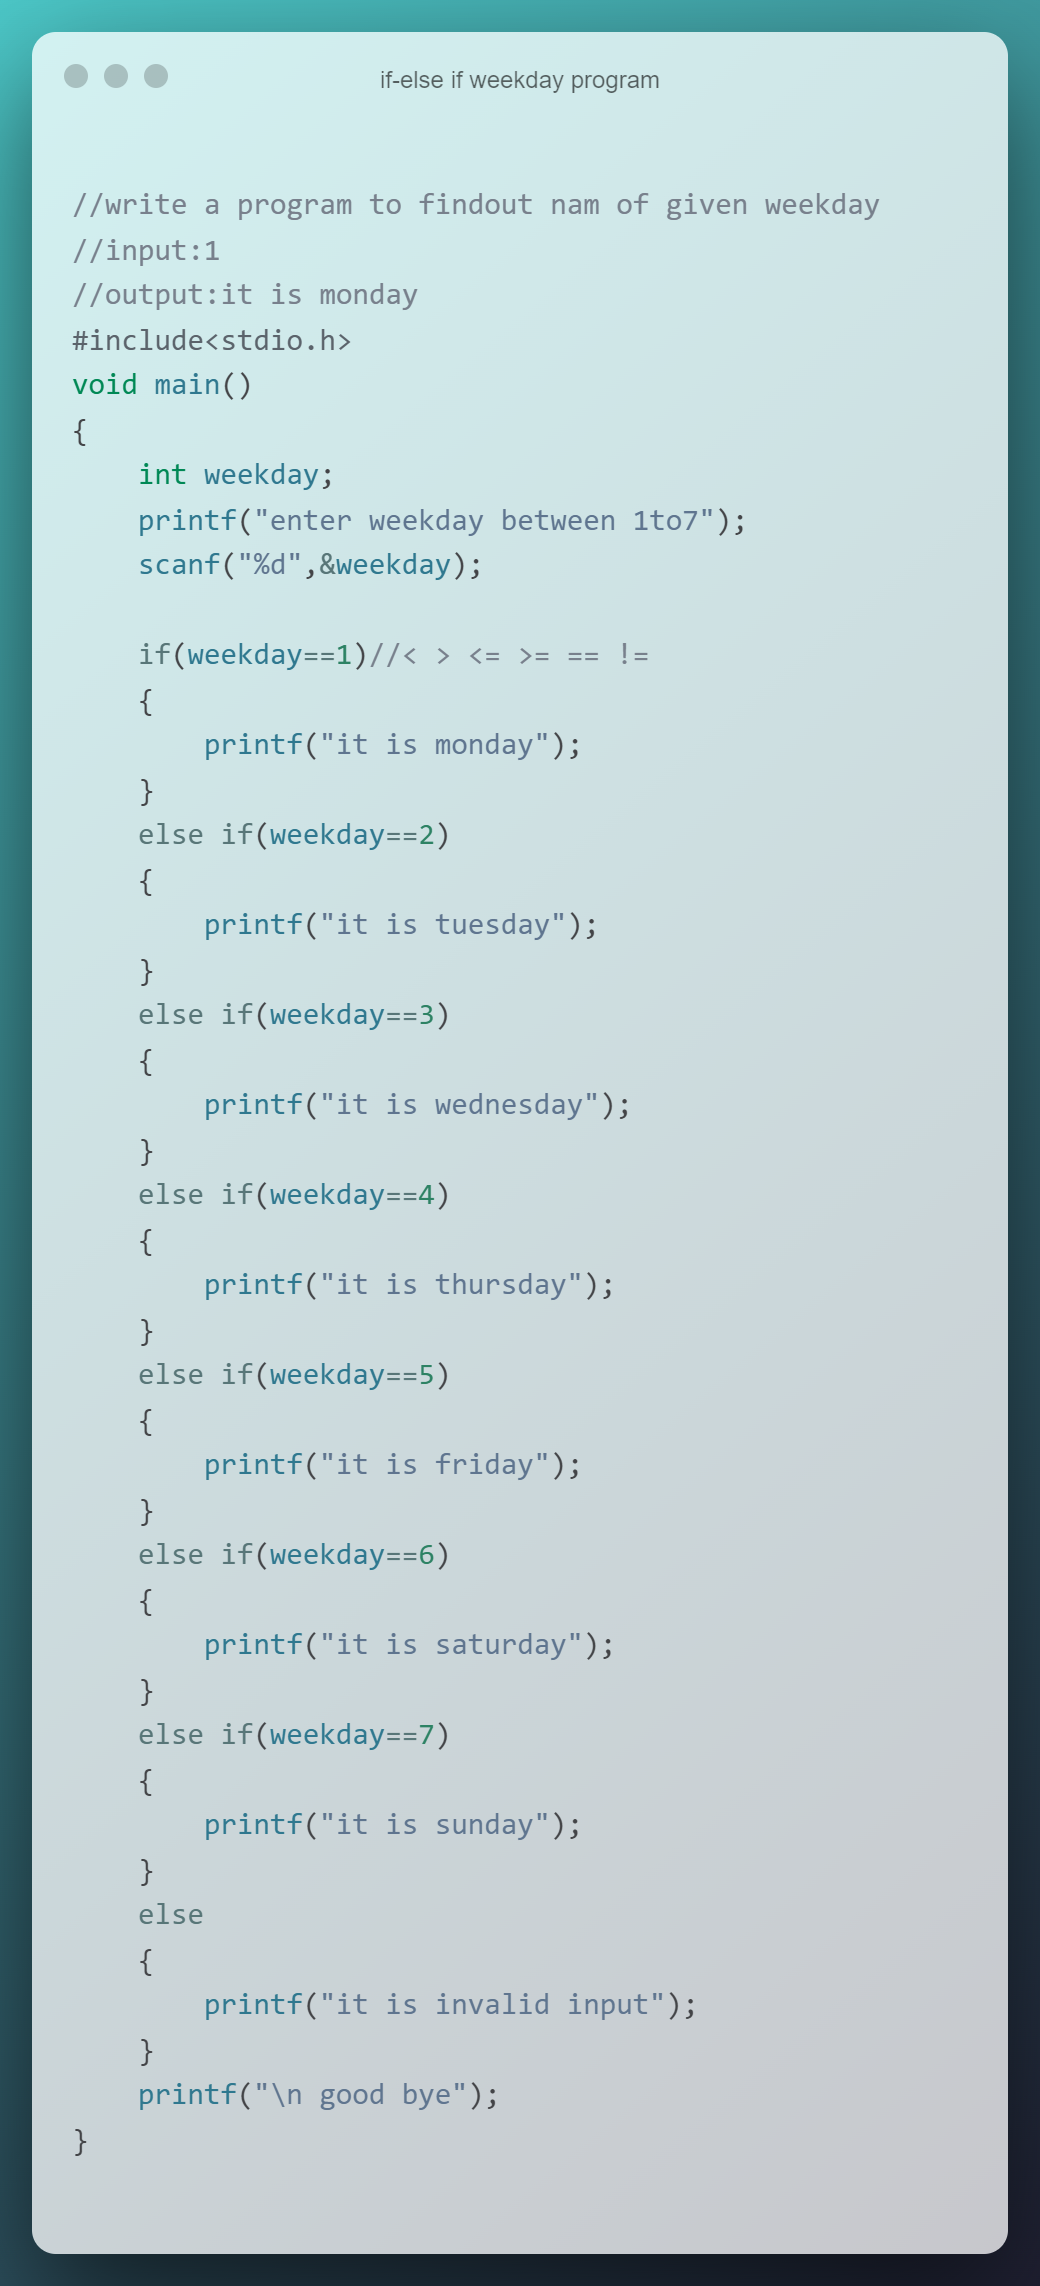 if-else if weekday program
//write a program to findout nam of given weekday
//input:1
//output:it is monday
#include<stdio.h>
void main()
{
    int weekday;
    printf("enter weekday between 1to7");
    scanf("%d",&weekday);

    if(weekday==1)//< > <= >= == !=
    {
        printf("it is monday");
    }
    else if(weekday==2)
    {
        printf("it is tuesday");
    }
    else if(weekday==3)
    {
        printf("it is wednesday");
    }
    else if(weekday==4)
    {
        printf("it is thursday");
    }
    else if(weekday==5)
    {
        printf("it is friday");
    }
    else if(weekday==6)
    {
        printf("it is saturday");
    }
    else if(weekday==7)
    {
        printf("it is sunday");
    }
    else
    {
        printf("it is invalid input");
    }
    printf("\n good bye");
}